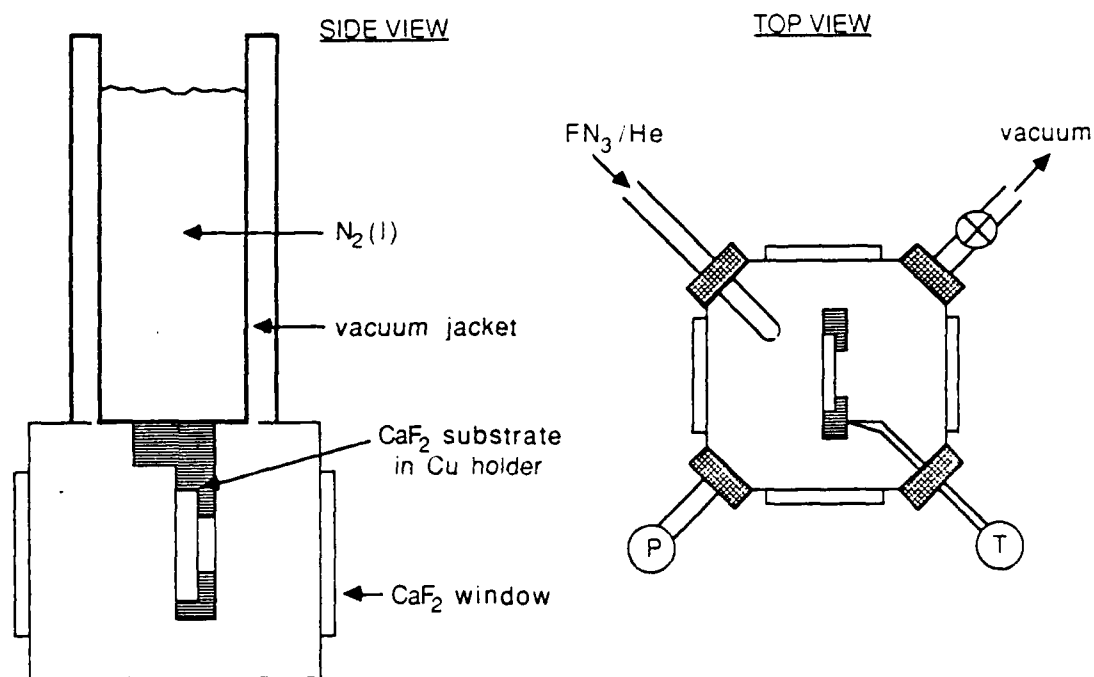 SIDE VIEW
TOP VIEW
FN3/He
vacuum
N2(l)
vacuum jacket
CaF2 substrate
in Cu holder
CaF2 window
P
T